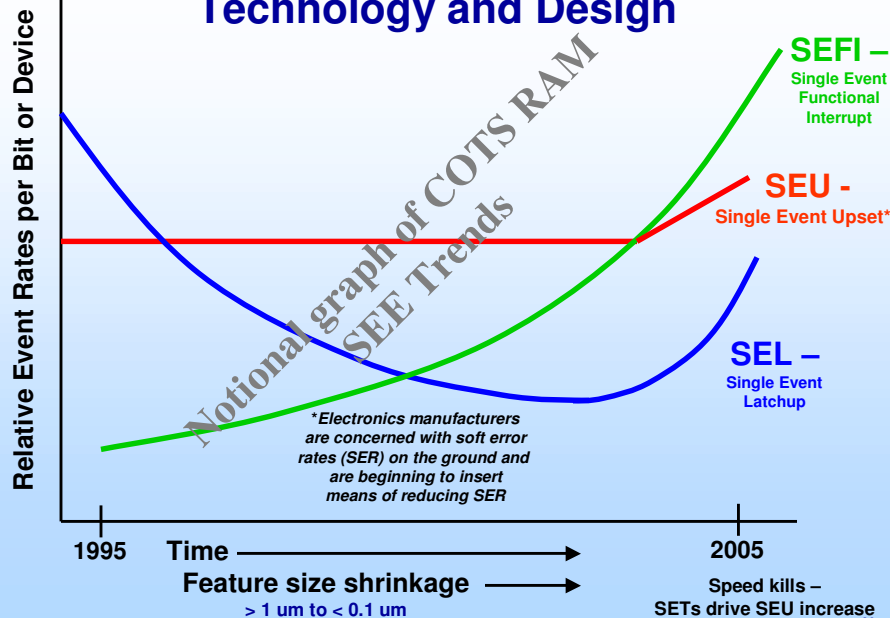 Technology and Design
Relative Event Rates per Bit or Device
Notional graph of COTS RAM
SEE Trends
SEFI –
Single Event
Functional
Interrupt
SEU -
Single Event Upset*
SEL –
Single Event
Latchup
*Electronics manufacturers
are concerned with soft error
rates (SER) on the ground and
are beginning to insert
means of reducing SER
1995
Time
2005
Feature size shrinkage
> 1 um to < 0.1 um
Speed kills –
SETs drive SEU increase